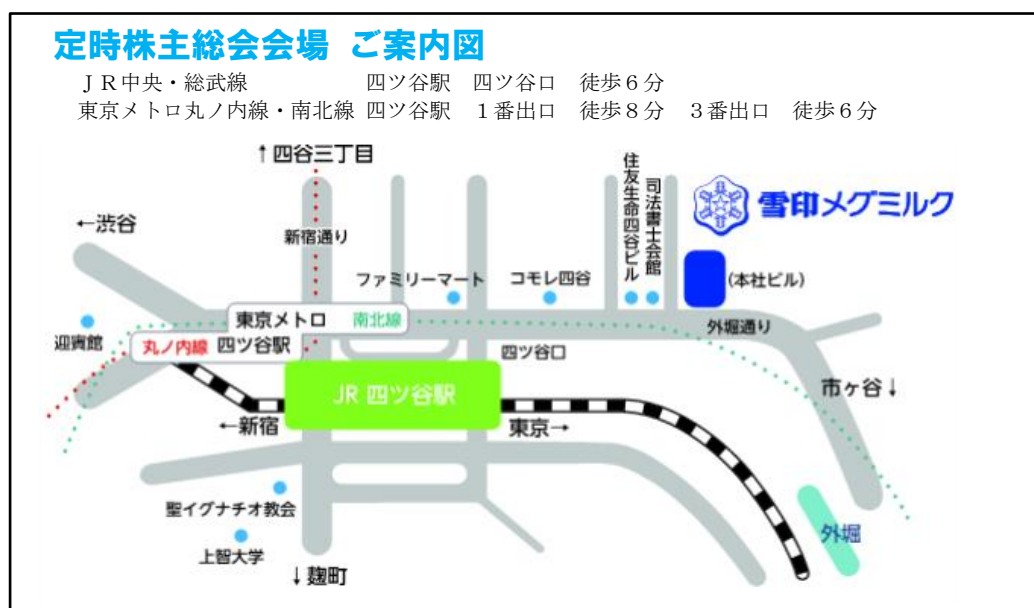 定時株主総会会場 ご案内図
ＪＲ中央・総武線 四ツ谷駅 四ツ谷口 徒歩６分
東京メトロ丸ノ内線・南北線 四ツ谷駅 １番出口 徒歩８分 ３番出口 徒歩６分
↑四谷三丁目
住友生命四谷ビル
司法書士会館
雪印メグミルク
←渋谷
新宿通り
ファミリーマート
コモレ四谷
(本社ビル)
東京メトロ 南北線
外堀通り
迎賓館
丸ノ内線 四ツ谷駅
四ツ谷口
JR 四ツ谷駅
市ヶ谷↓
←新宿
東京→
聖イグナチオ教会
外堀
上智大学
↓麹町